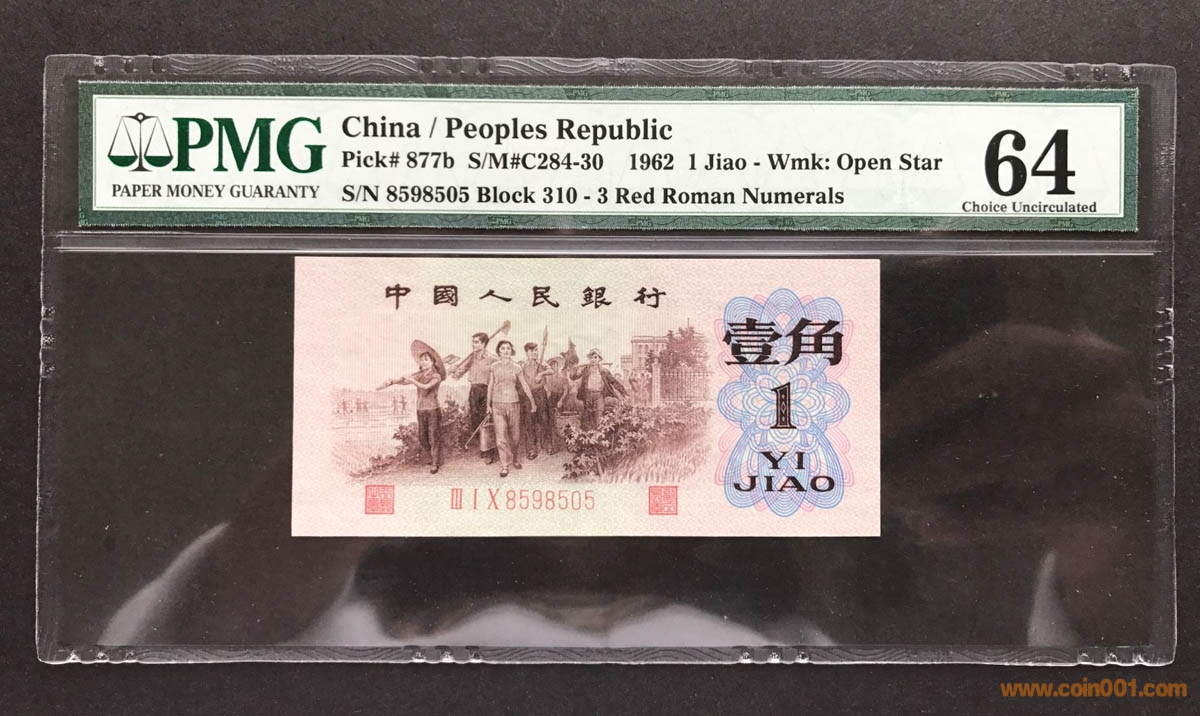 PMG
PAPER MONEY GUARANTY
China / Peoples Republic
Pick# 877b S/M#C284-30 1962 1 Jiao - Wmk: Open Star
S/N 8598505 Block 310 - 3 Red Roman Numerals
64
Choice Uncirculated
中國人民銀行
壹角
1
YI
JIAO
III I X 8598505
www.coin001.com